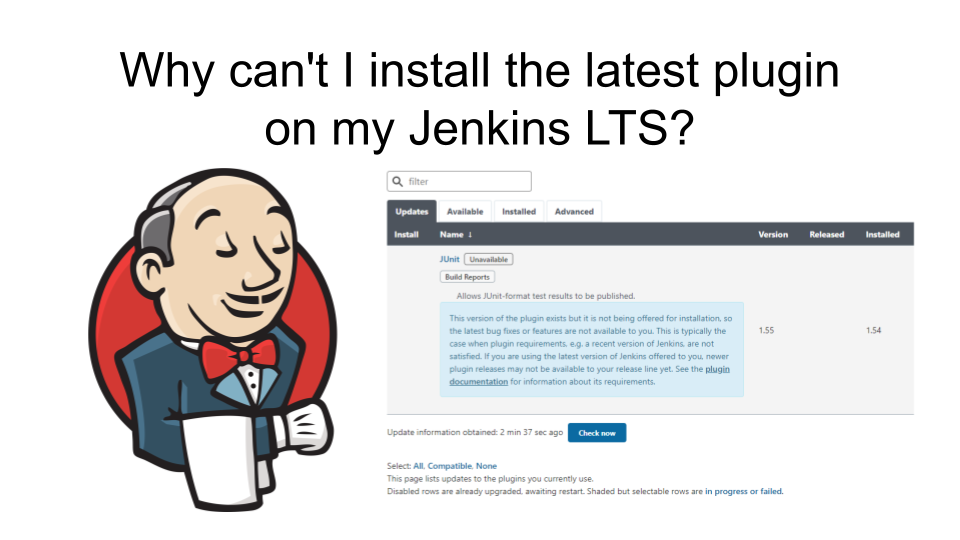 Why can't I install the latest plugin
on my Jenkins LTS?
filter
Updates Available Installed Advanced
Install Name ↓ Version Released Installed
JUnit Unavailable
Build Reports
Allows JUnit-format test results to be published.
This version of the plugin exists but it is not being offered for installation, so
the latest bug fixes or features are not available to you. This is typically the
case when plugin requirements, e.g. a recent version of Jenkins, are not
satisfied. If you are using the latest version of Jenkins offered to you, newer
plugin releases may not be available to your release line yet. See the plugin
documentation for information about its requirements.
1.55 1.54
Update information obtained: 2 min 37 sec ago Check now
Select: All, Compatible, None
This page lists updates to the plugins you currently use.
Disabled rows are already upgraded, awaiting restart. Shaded but selectable rows are in progress or failed.